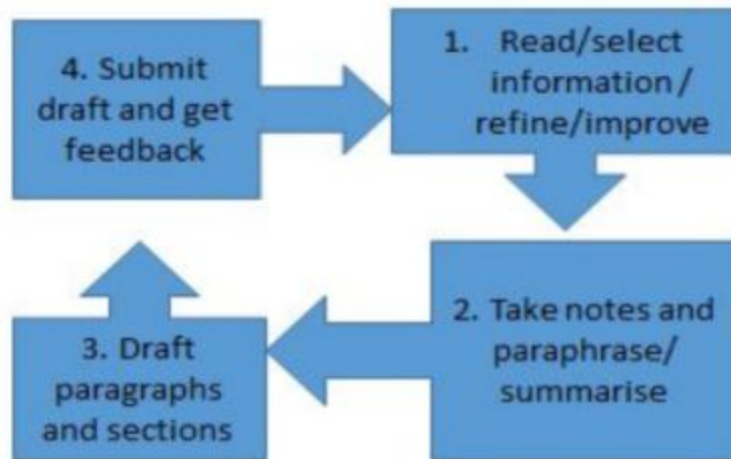 1. Read/select
information /
refine/improve
2. Take notes and
paraphrase/
summarise
3. Draft
paragraphs
and sections
4. Submit
draft and get
feedback